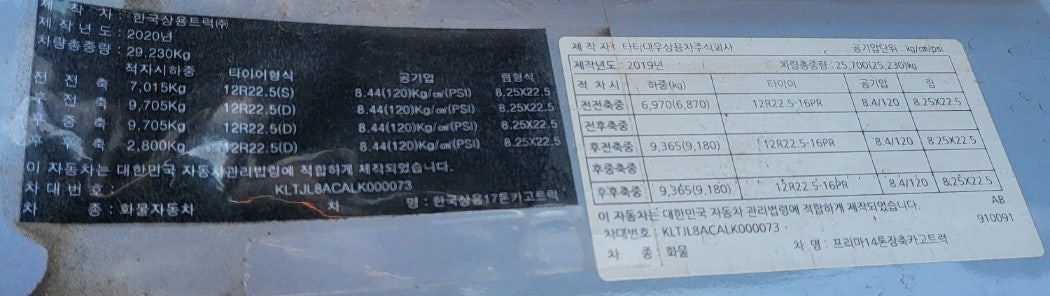 제 작 자 : 한국상용트럭㈜
제작년도 : 2020년
차량총중량 : 29,230Kg
적차시하중 타이어형식 공기압 림형식
전 전 축 7,015Kg 12R22.5(S) 8.44(120)Kg/㎠(PSI) 8.25X22.5
후 전 축 9,705Kg 12R22.5(D) 8.44(120)Kg/㎠(PSI) 8.25X22.5
후 중 축 9,705Kg 12R22.5(D) 8.44(120)Kg/㎠(PSI) 8.25X22.5
후 후 축 2,800Kg 12R22.5(D) 8.44(120)Kg/㎠(PSI) 8.25X22.5
이 자동차는 대한민국 자동차관리법령에 적합하게 제작되었습니다.
차 대 번 호 : KLTJL8ACALK000073
차 종 : 화물자동차 차 명 : 한국상용17톤카고트럭
제 작 자 : 타타대우상용차주식회사 공기압단위 : kg/㎠/psi
제작년도 : 2019년 차량총중량 : 25,700(25,230)kg
적 차 시 하중(kg) 타이어 공기압 림
전전축중 6,970(6,870) 12R22.5-16PR 8.4/120 8.25X22.5
전후축중
후전축중 9,365(9,180) 12R22.5-16PR 8.4/120 8.25X22.5
후중축중
후후축중 9,365(9,180) 12R22.5-16PR 8.4/120 8.25X22.5
이 자동차는 대한민국 자동차 관리법령에 적합하게 제작되었습니다. AB
차대번호 : KLTJL8ACALK000073 910091
차 종 : 화물 차 명 : 프리마14톤장축카고트럭